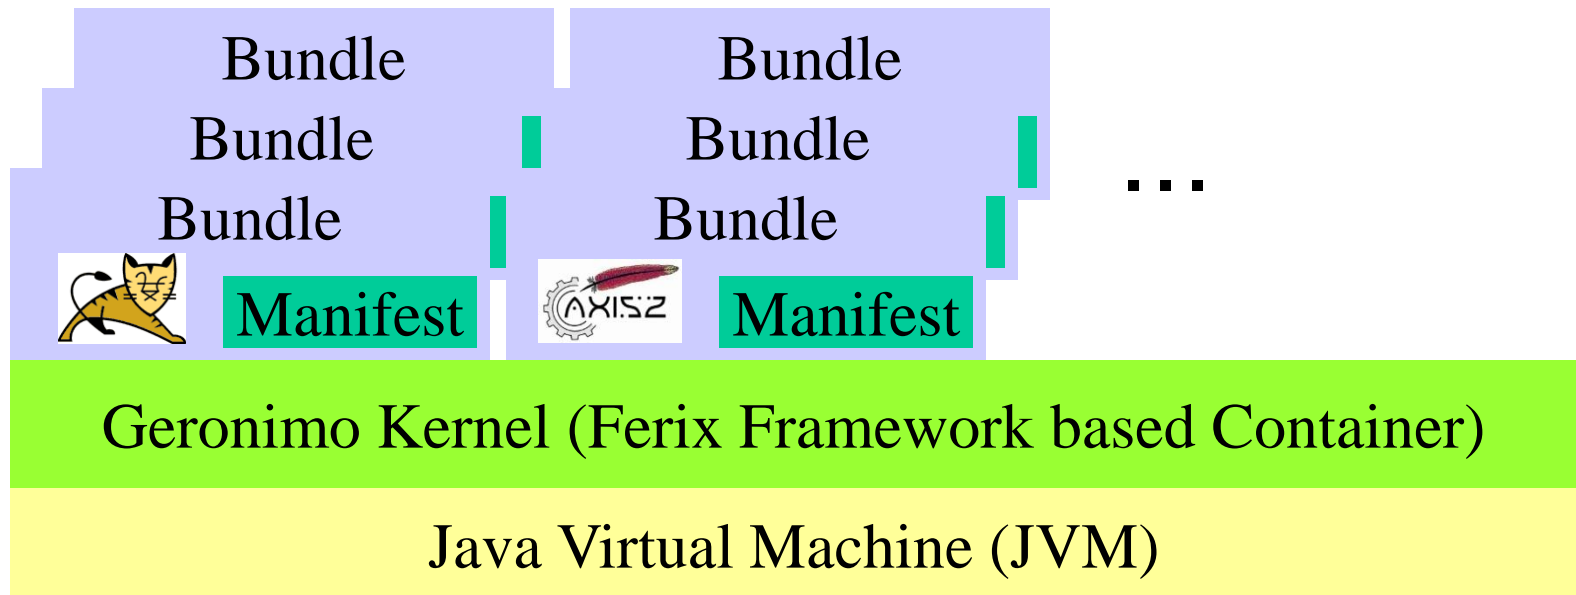 Bundle Bundle
Bundle Bundle
Bundle Bundle
...
Manifest AXIS2 Manifest
Geronimo Kernel (Ferix Framework based Container)
Java Virtual Machine (JVM)